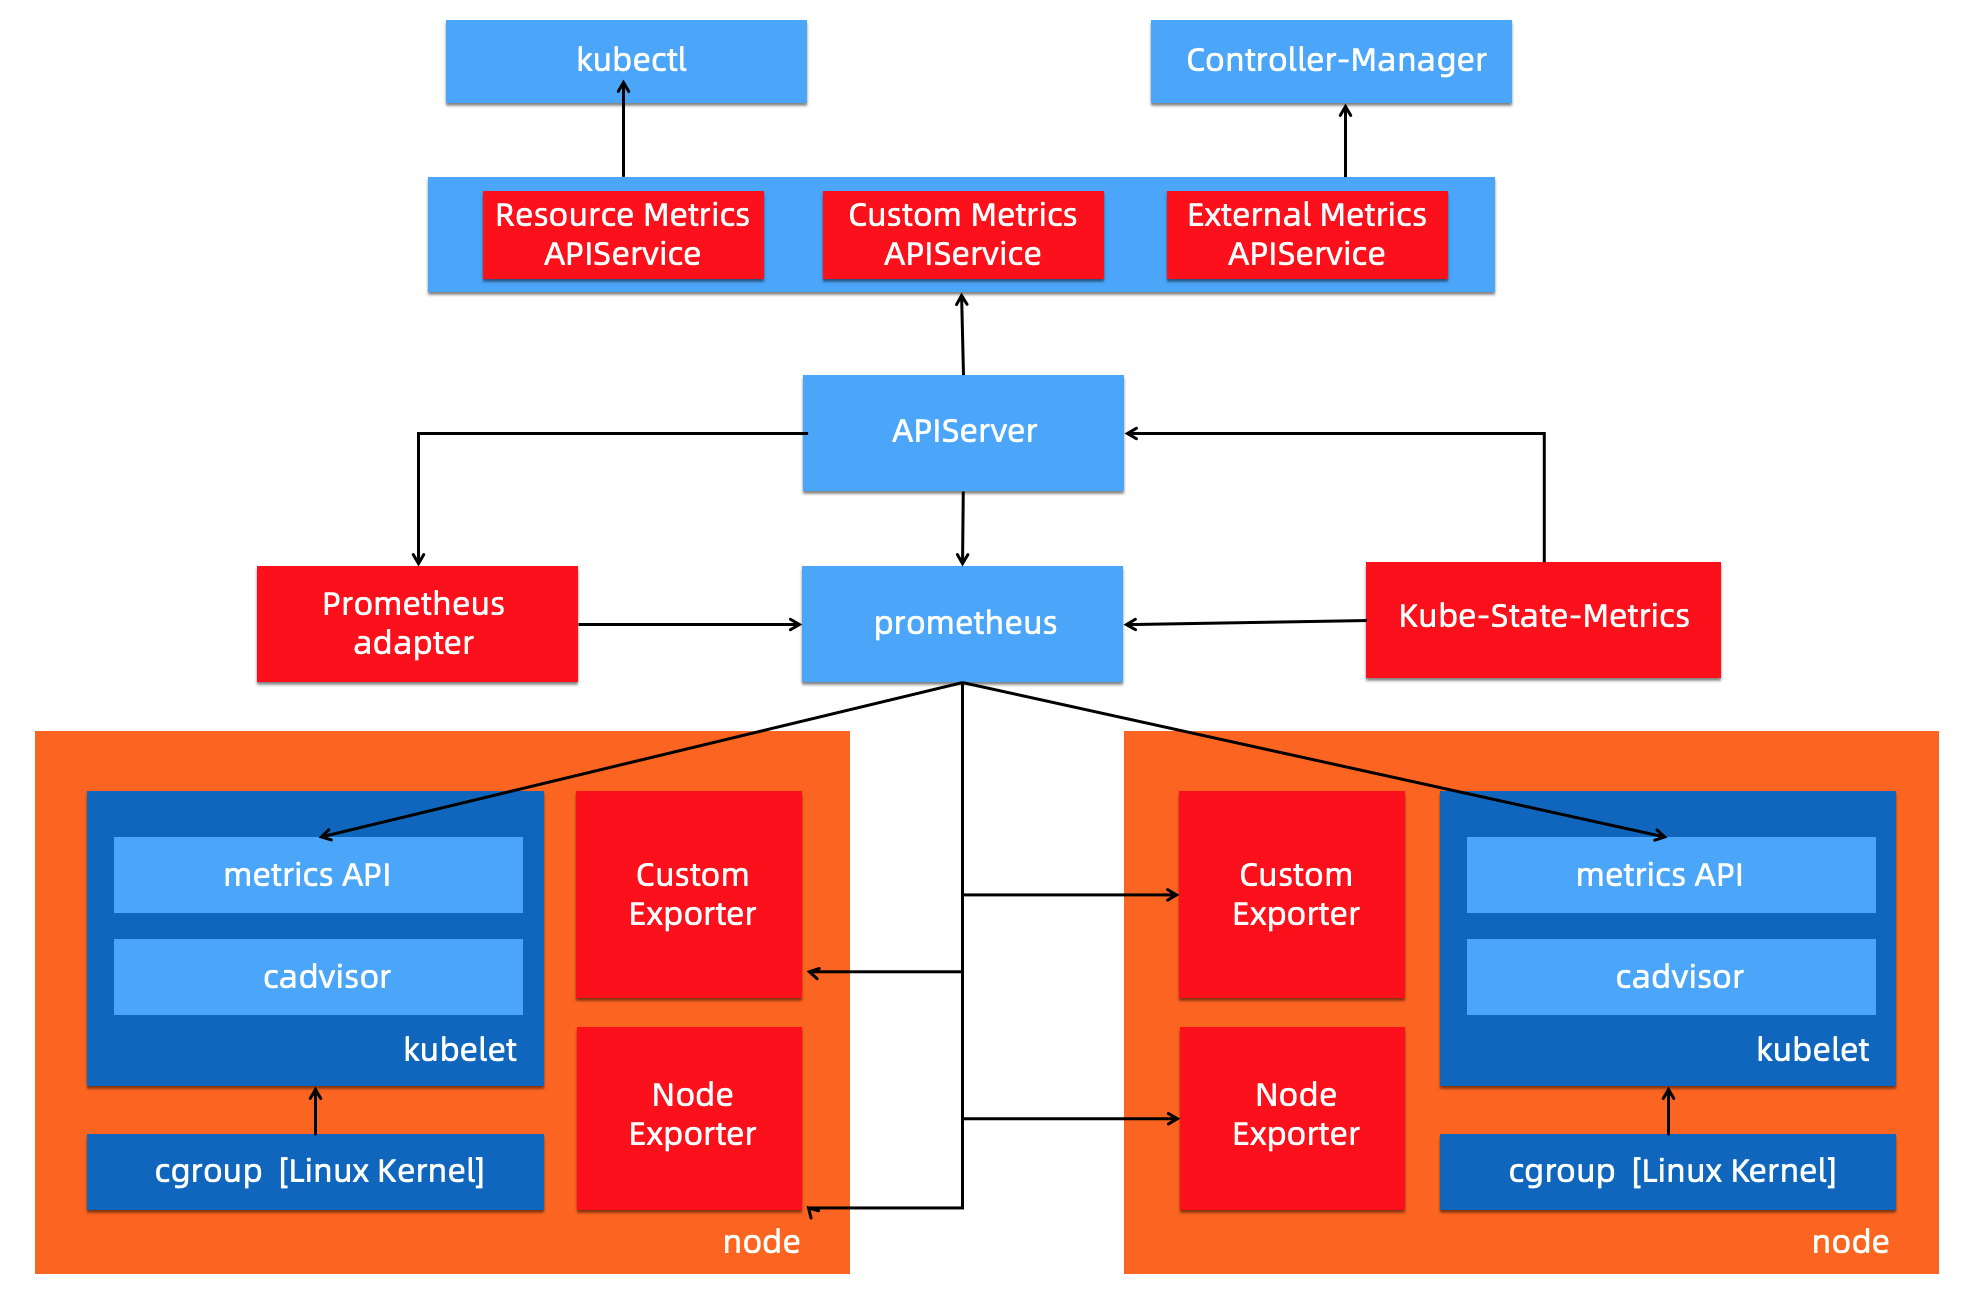 kubectl
Controller-Manager
Resource Metrics
APIService
Custom Metrics
APIService
External Metrics
APIService
APIServer
Prometheus
adapter
prometheus
Kube-State-Metrics
metrics API
cadvisor
kubelet
cgroup [Linux Kernel]
Custom
Exporter
Node
Exporter
node
Custom
Exporter
Node
Exporter
metrics API
cadvisor
kubelet
cgroup [Linux Kernel]
node